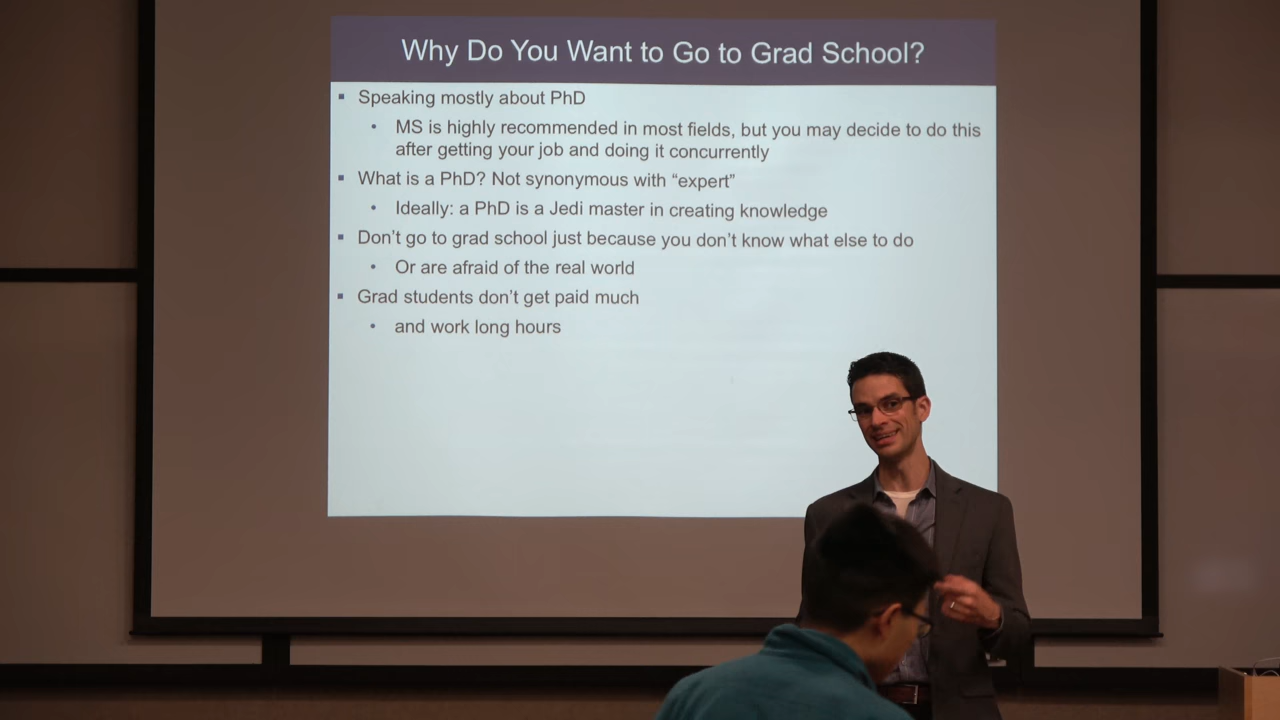 Why Do You Want to Go to Grad School?
▪ Speaking mostly about PhD
• MS is highly recommended in most fields, but you may decide to do this
after getting your job and doing it concurrently
▪ What is a PhD? Not synonymous with “expert”
• Ideally: a PhD is a Jedi master in creating knowledge
▪ Don’t go to grad school just because you don’t know what else to do
• Or are afraid of the real world
▪ Grad students don’t get paid much
• and work long hours